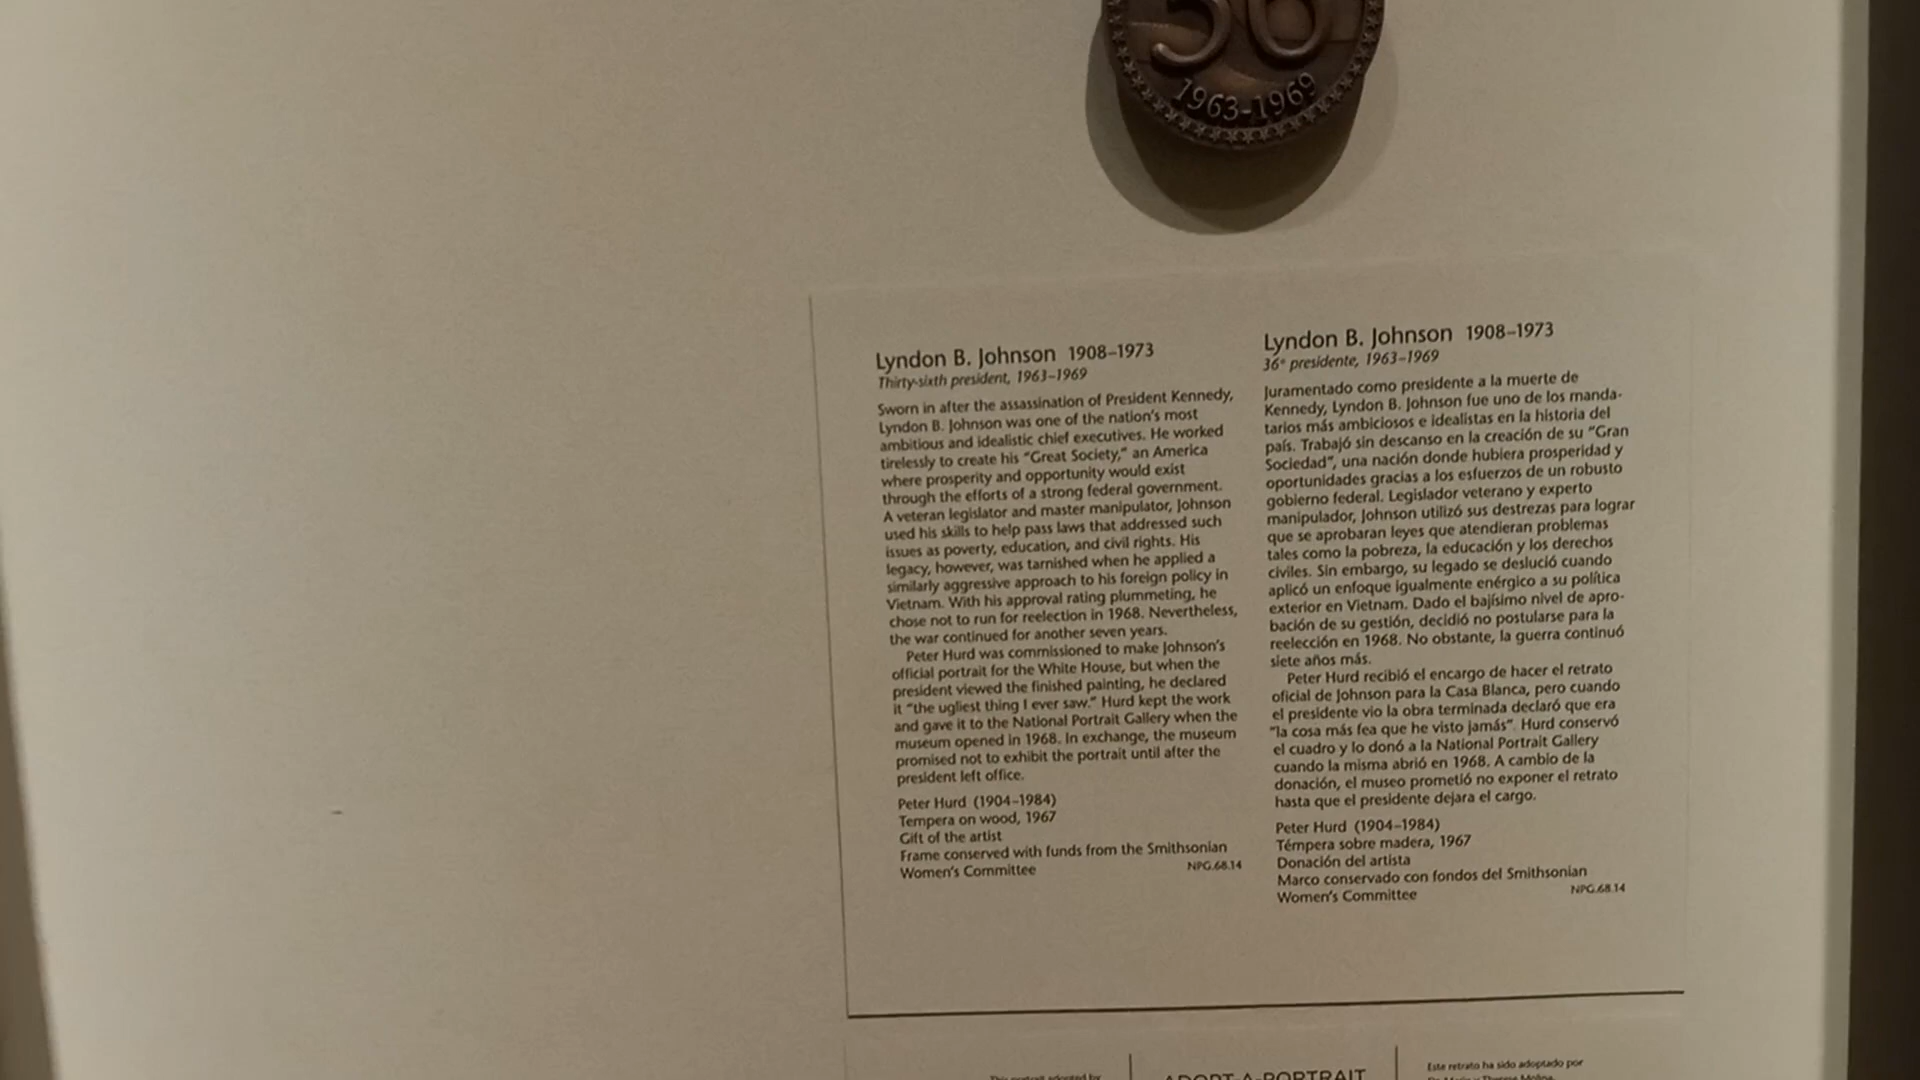 36
1963-1969
Lyndon B. Johnson 1908–1973
Thirty-sixth president, 1963–1969
Sworn in after the assassination of President Kennedy,
Lyndon B. Johnson was one of the nation's most
ambitious and idealistic chief executives. He worked
tirelessly to create his "Great Society," an America
where prosperity and opportunity would exist
through the efforts of a strong federal government.
A veteran legislator and master manipulator, Johnson
used his skills to help pass laws that addressed such
issues as poverty, education, and civil rights. His
legacy, however, was tarnished when he applied a
similarly aggressive approach to his foreign policy in
Vietnam. With his approval rating plummeting, he
chose not to run for reelection in 1968. Nevertheless,
the war continued for another seven years.
Peter Hurd was commissioned to make Johnson's
official portrait for the White House, but when the
president viewed the finished painting, he declared
it "the ugliest thing I ever saw." Hurd kept the work
and gave it to the National Portrait Gallery when the
museum opened in 1968. In exchange, the museum
promised not to exhibit the portrait until after the
president left office.
Peter Hurd (1904–1984)
Tempera on wood, 1967
Gift of the artist
Frame conserved with funds from the Smithsonian
Women's Committee NPG.68.14
Lyndon B. Johnson 1908–1973
36º presidente, 1963–1969
Juramentado como presidente a la muerte de
Kennedy, Lyndon B. Johnson fue uno de los manda-
tarios más ambiciosos e idealistas en la historia del
país. Trabajó sin descanso en la creación de su "Gran
Sociedad", una nación donde hubiera prosperidad y
oportunidades gracias a los esfuerzos de un robusto
gobierno federal. Legislador veterano y experto
manipulador, Johnson utilizó sus destrezas para lograr
que se aprobaran leyes que atendieran problemas
tales como la pobreza, la educación y los derechos
civiles. Sin embargo, su legado se deslució cuando
aplicó un enfoque igualmente enérgico a su política
exterior en Vietnam. Dado el bajísimo nivel de apro-
bación de su gestión, decidió no postularse para la
reelección en 1968. No obstante, la guerra continuó
siete años más.
Peter Hurd recibió el encargo de hacer el retrato
oficial de Johnson para la Casa Blanca, pero cuando
el presidente vio la obra terminada declaró que era
"la cosa más fea que he visto jamás". Hurd conservó
el cuadro y lo donó a la National Portrait Gallery
cuando la misma abrió en 1968. A cambio de la
donación, el museo prometió no exponer el retrato
hasta que el presidente dejara el cargo.
Peter Hurd (1904–1984)
Témpera sobre madera, 1967
Donación del artista
Marco conservado con fondos del Smithsonian
Women's Committee NPG.68.14
ADOPT-A-PORTRAIT
Este retrato ha sido adoptado por